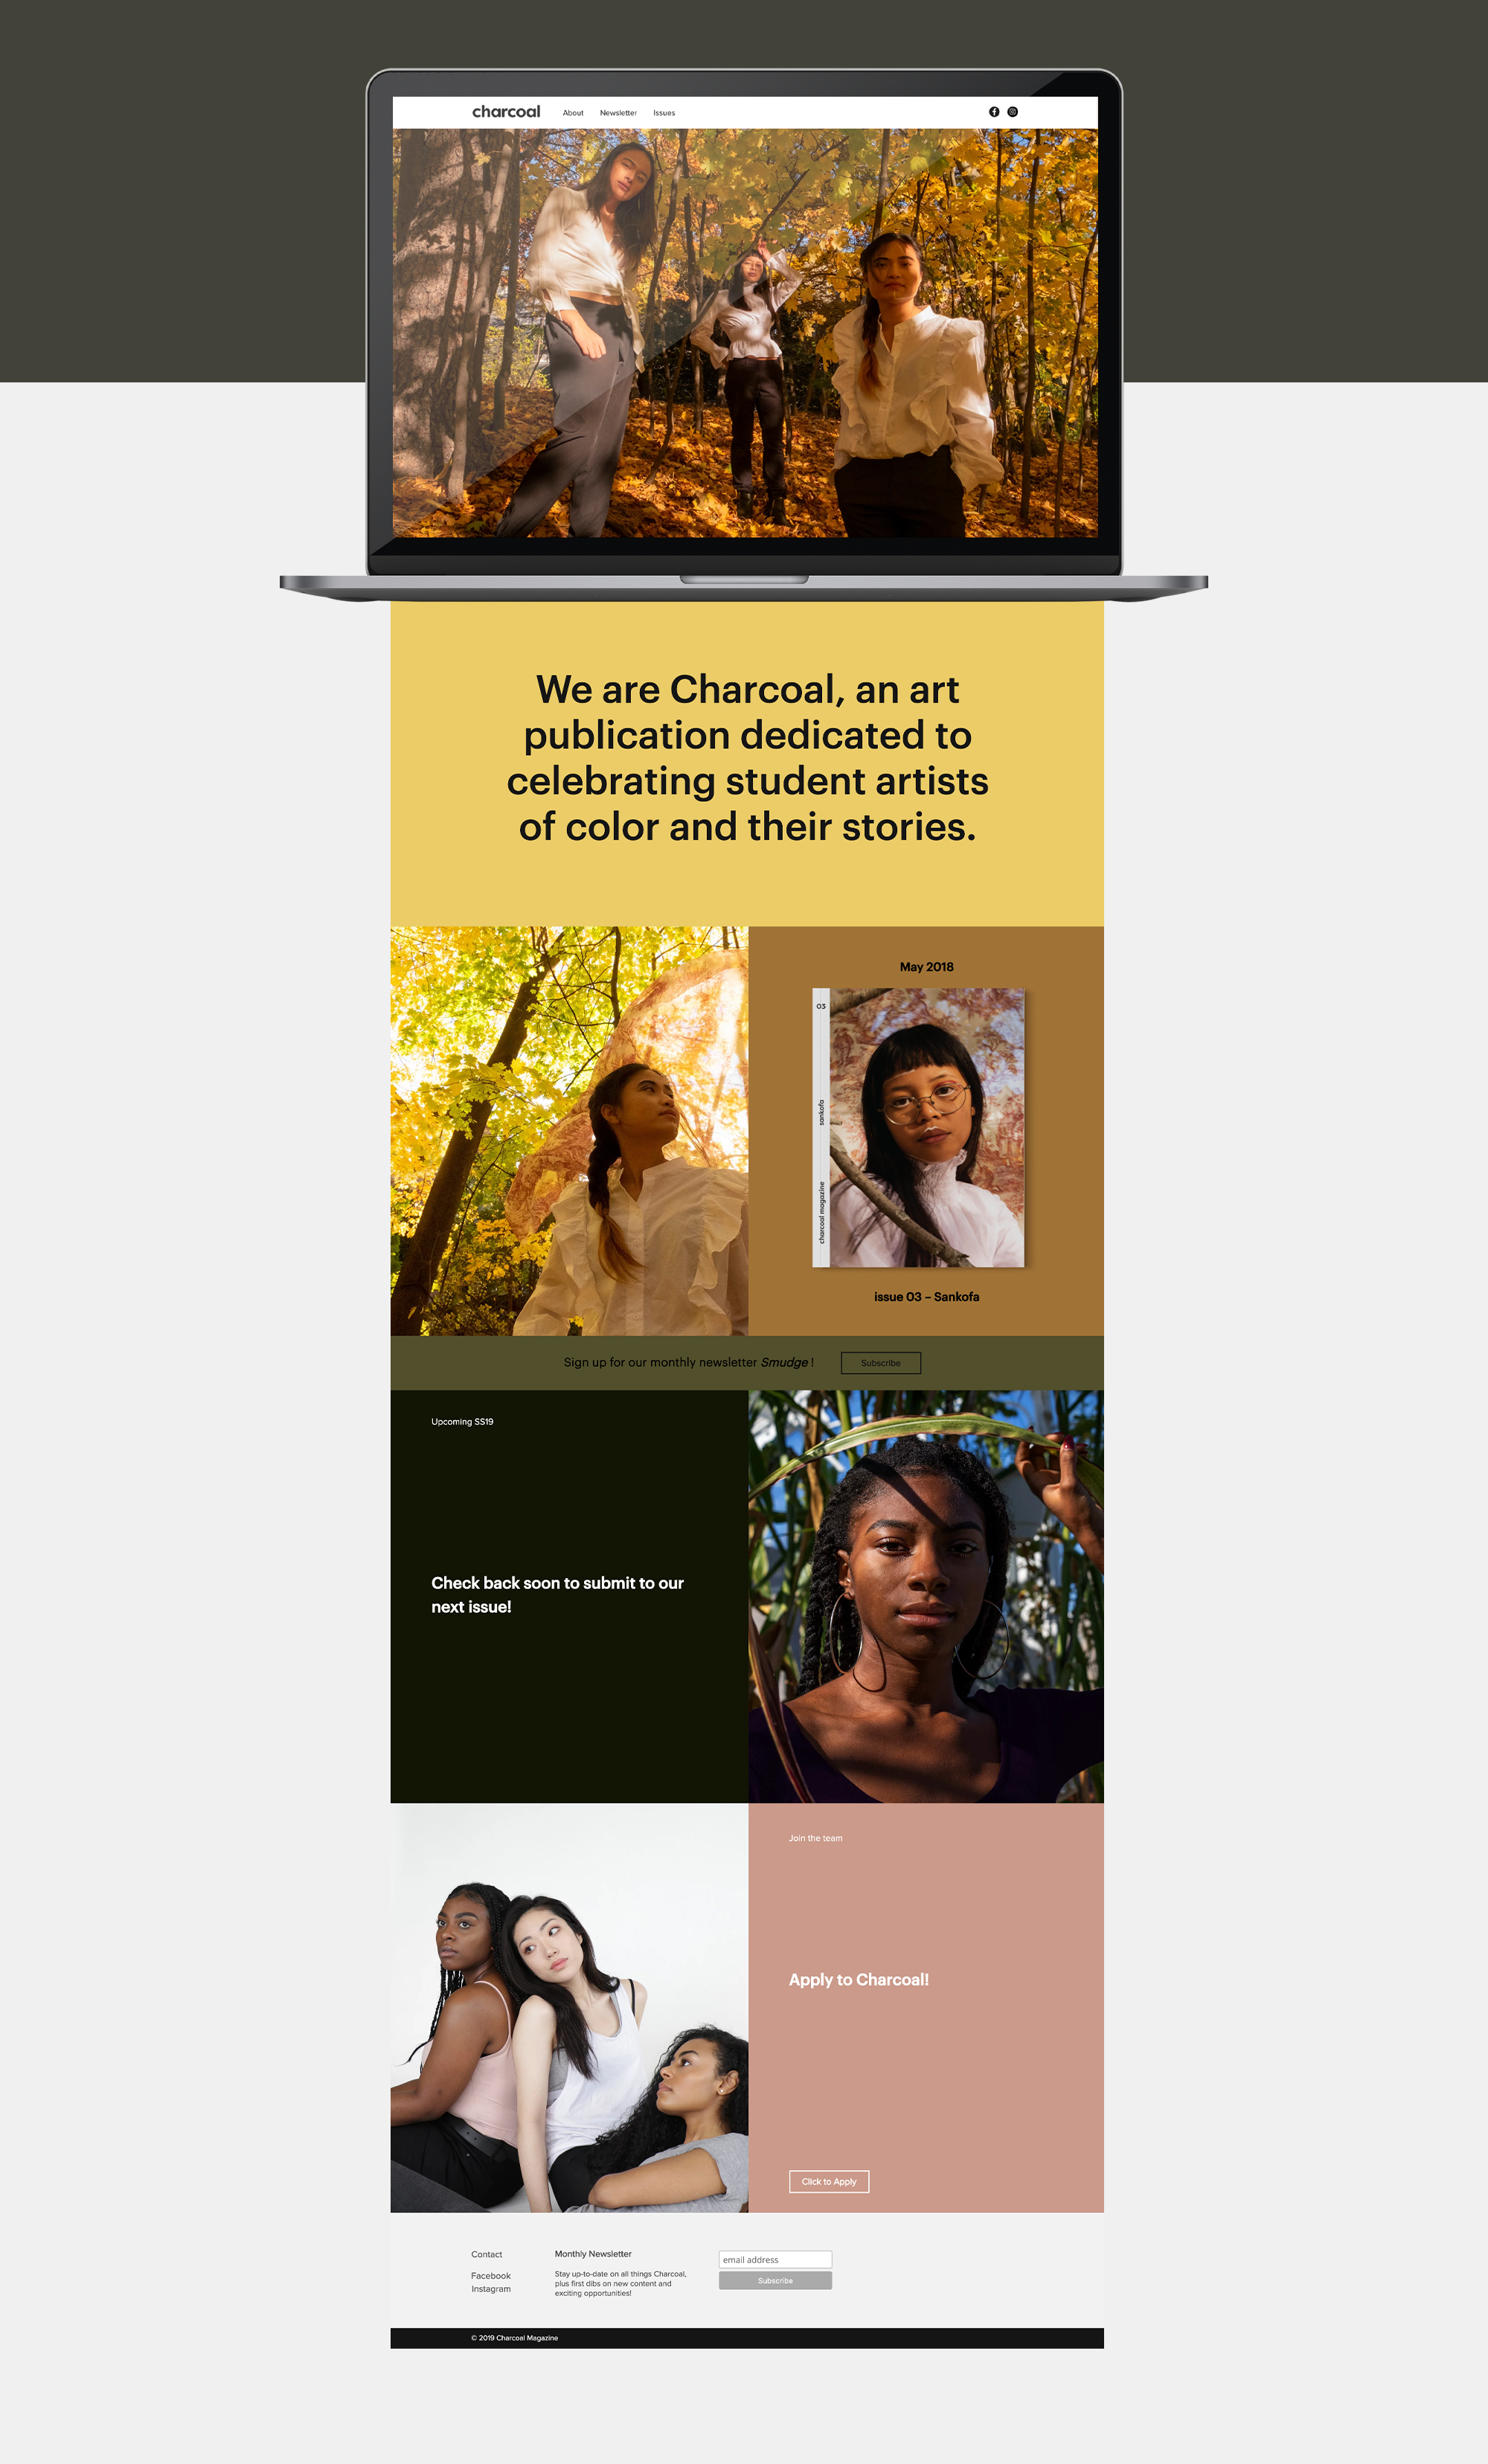 charcoal
About
Newsletter
Issues
We are Charcoal, an art
publication dedicated to
celebrating student artists
of color and their stories.
May 2018
03
sankofa
charcoal magazine
issue 03 – Sankofa
Sign up for our monthly newsletter Smudge !
Subscribe
Upcoming SS19
Check back soon to submit to our
next issue!
Join the team
Apply to Charcoal!
Click to Apply
Contact
Facebook
Instagram
Monthly Newsletter
Stay up-to-date on all things Charcoal,
plus first dibs on new content and
exciting opportunities!
email address
Subscribe
© 2019 Charcoal Magazine